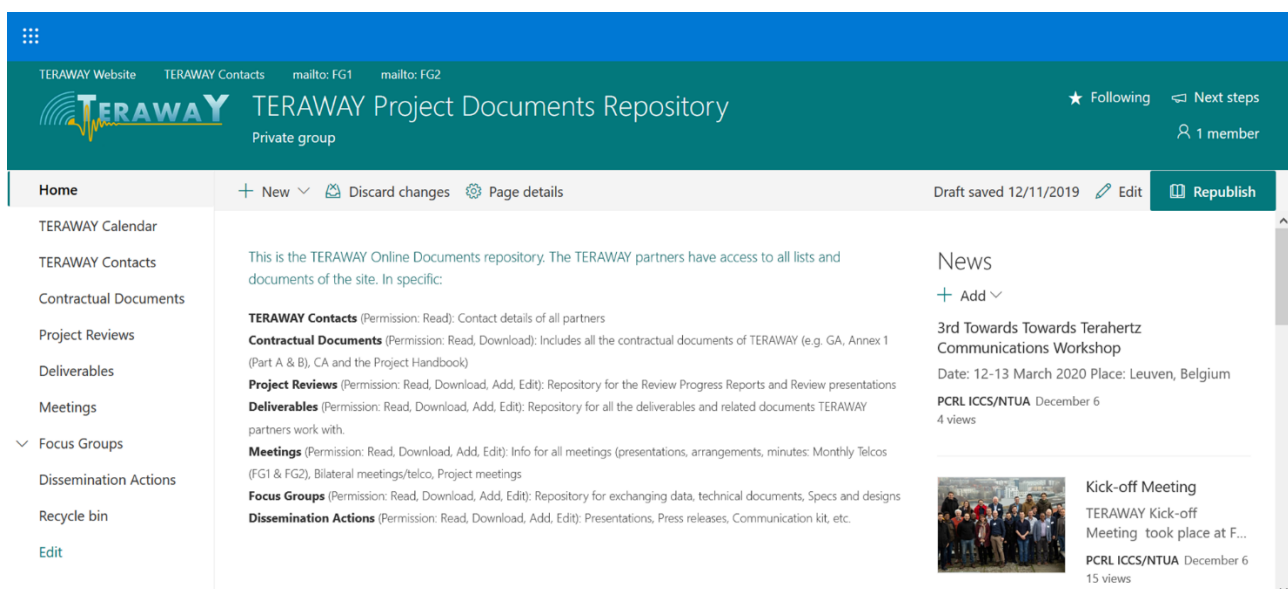 TERAWAY Website TERAWAY Contacts mailto: FG1 mailto: FG2
TERAWAY
TERAWAY Project Documents Repository
Private group
Following
Next steps
1 member
Home
TERAWAY Calendar
TERAWAY Contacts
Contractual Documents
Project Reviews
Deliverables
Meetings
Focus Groups
Dissemination Actions
Recycle bin
Edit
New
Discard changes
Page details
Draft saved 12/11/2019
Edit
Republish
This is the TERAWAY Online Documents repository. The TERAWAY partners have access to all lists and
documents of the site. In specific:
TERAWAY Contacts (Permission: Read): Contact details of all partners
Contractual Documents (Permission: Read, Download): Includes all the contractual documents of TERAWAY (e.g. GA, Annex 1
(Part A & B), CA and the Project Handbook)
Project Reviews (Permission: Read, Download, Add, Edit): Repository for the Review Progress Reports and Review presentations
Deliverables (Permission: Read, Download, Add, Edit): Repository for all the deliverables and related documents TERAWAY
partners work with.
Meetings (Permission: Read, Download, Add, Edit): Info for all meetings (presentations, arrangements, minutes: Monthly Telcos
(FG1 & FG2), Bilateral meetings/telco, Project meetings
Focus Groups (Permission: Read, Download, Add, Edit): Repository for exchanging data, technical documents, Specs and designs
Dissemination Actions (Permission: Read, Download, Add, Edit): Presentations, Press releases, Communication kit, etc.
News
Add
3rd Towards Towards Terahertz
Communications Workshop
Date: 12-13 March 2020 Place: Leuven, Belgium
PCRL ICCS/NTUA December 6
4 views
Kick-off Meeting
TERAWAY Kick-off
Meeting took place at F...
PCRL ICCS/NTUA December 6
15 views